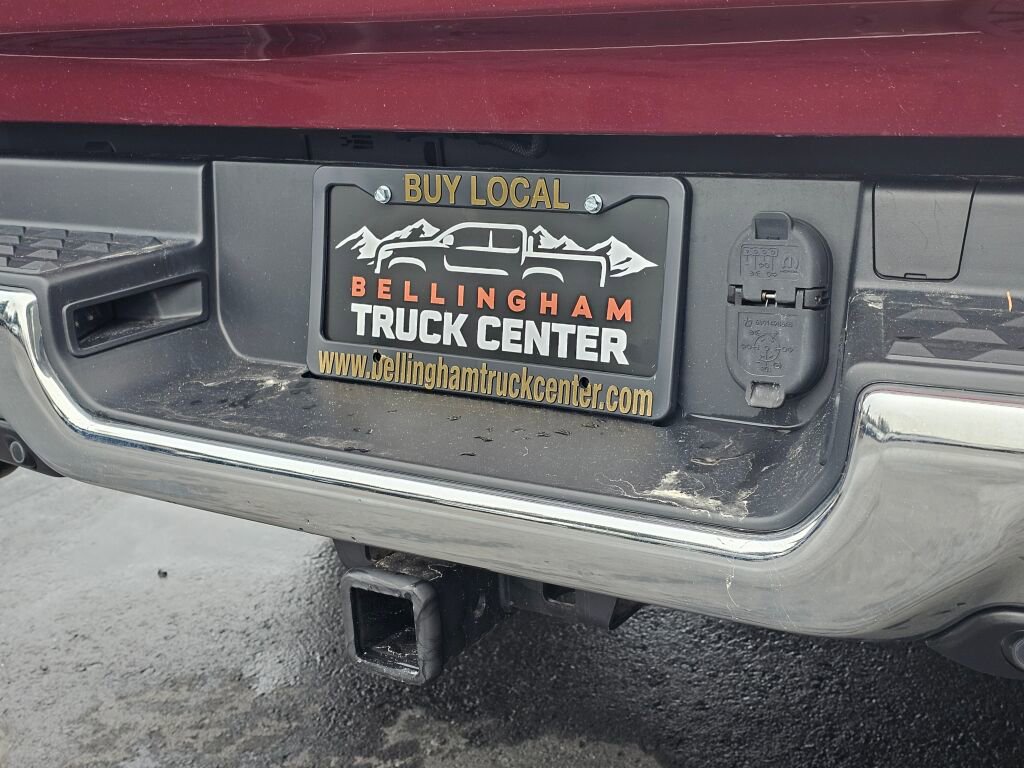 BUY LOCAL
BELLINGHAM
TRUCK CENTER
www.bellinghamtruckcenter.com